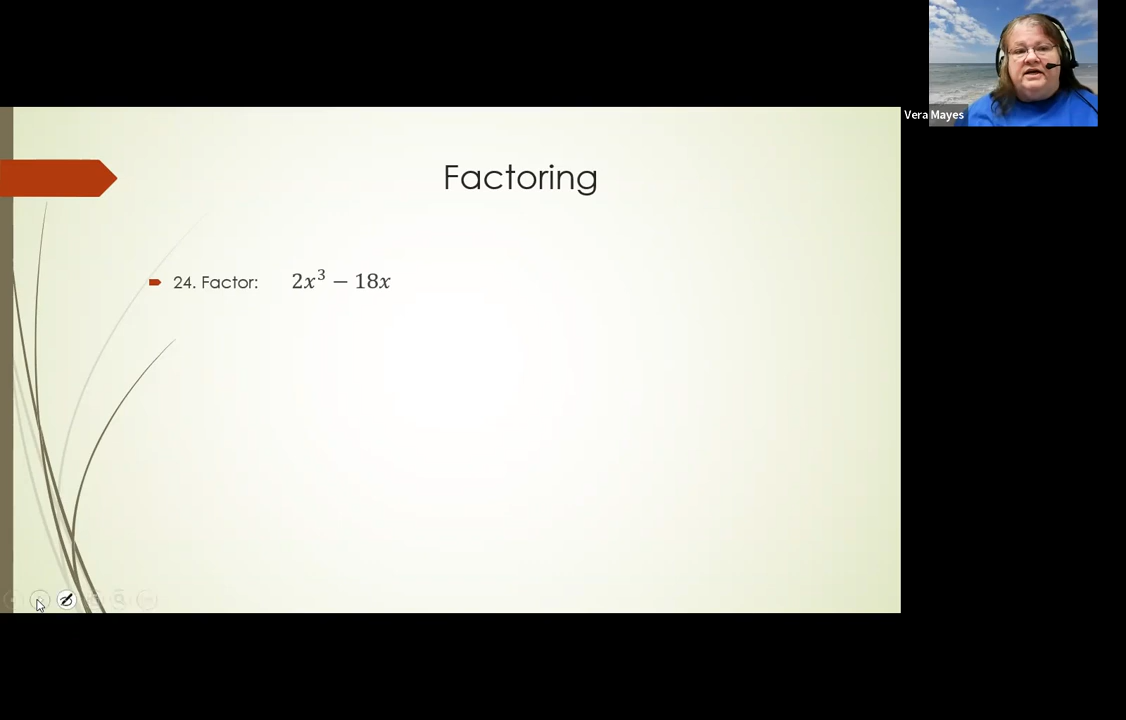 Vera Mayes
Factoring
24. Factor: 2x³ − 18x